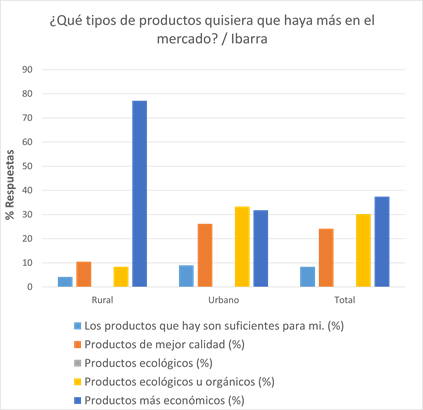 ¿Qué tipos de productos quisiera que haya más en el
mercado? / Ibarra
% Respuestas
90
80
70
60
50
40
30
20
10
0
Rural
Urbano
Total
Los productos que hay son suficientes para mi. (%)
Productos de mejor calidad (%)
Productos ecológicos (%)
Productos ecológicos u orgánicos (%)
Productos más económicos (%)